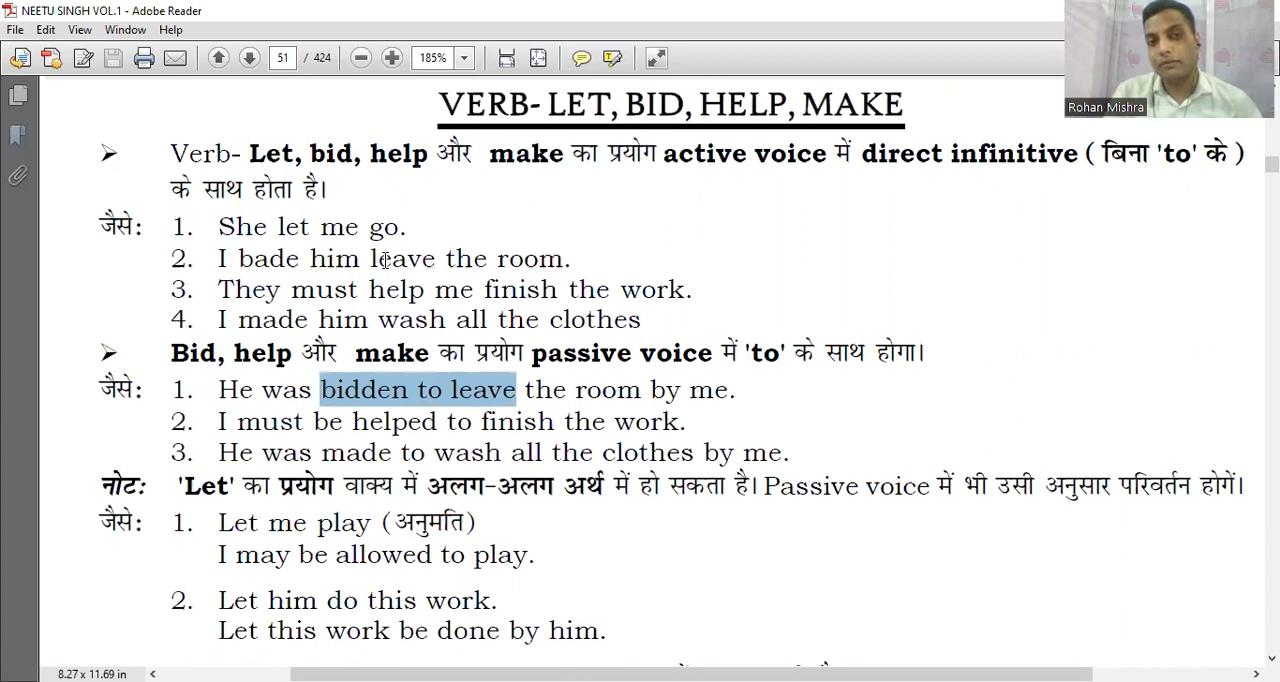 NEETU SINGH VOL.1 - Adobe Reader
File Edit View Window Help
51 / 424 185%
Rohan Mishra
VERB- LET, BID, HELP, MAKE
➢ Verb- Let, bid, help और make का प्रयोग active voice में direct infinitive ( बिना 'to' के )
के साथ होता है।
जैसे: 1. She let me go.
2. I bade him leave the room.
3. They must help me finish the work.
4. I made him wash all the clothes
➢ Bid, help और make का प्रयोग passive voice में 'to' के साथ होगा।
जैसे: 1. He was bidden to leave the room by me.
2. I must be helped to finish the work.
3. He was made to wash all the clothes by me.
नोट: 'Let' का प्रयोग वाक्य में अलग-अलग अर्थ में हो सकता है। Passive voice में भी उसी अनुसार परिवर्तन होगें।
जैसे: 1. Let me play (अनुमति)
I may be allowed to play.
2. Let him do this work.
Let this work be done by him.
8.27 x 11.69 in